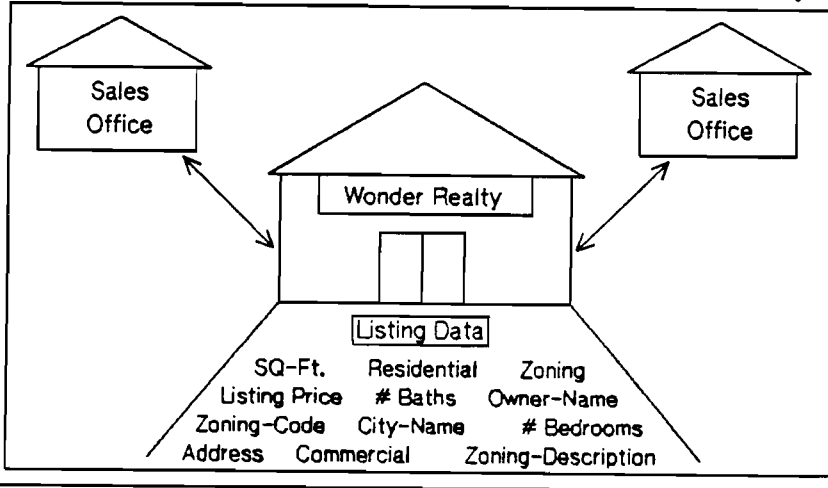 Sales
Office
Sales
Office
Wonder Realty
Listing Data
SQ-Ft. Residential Zoning
Listing Price # Baths Owner-Name
Zoning-Code City-Name # Bedrooms
Address Commercial Zoning-Description